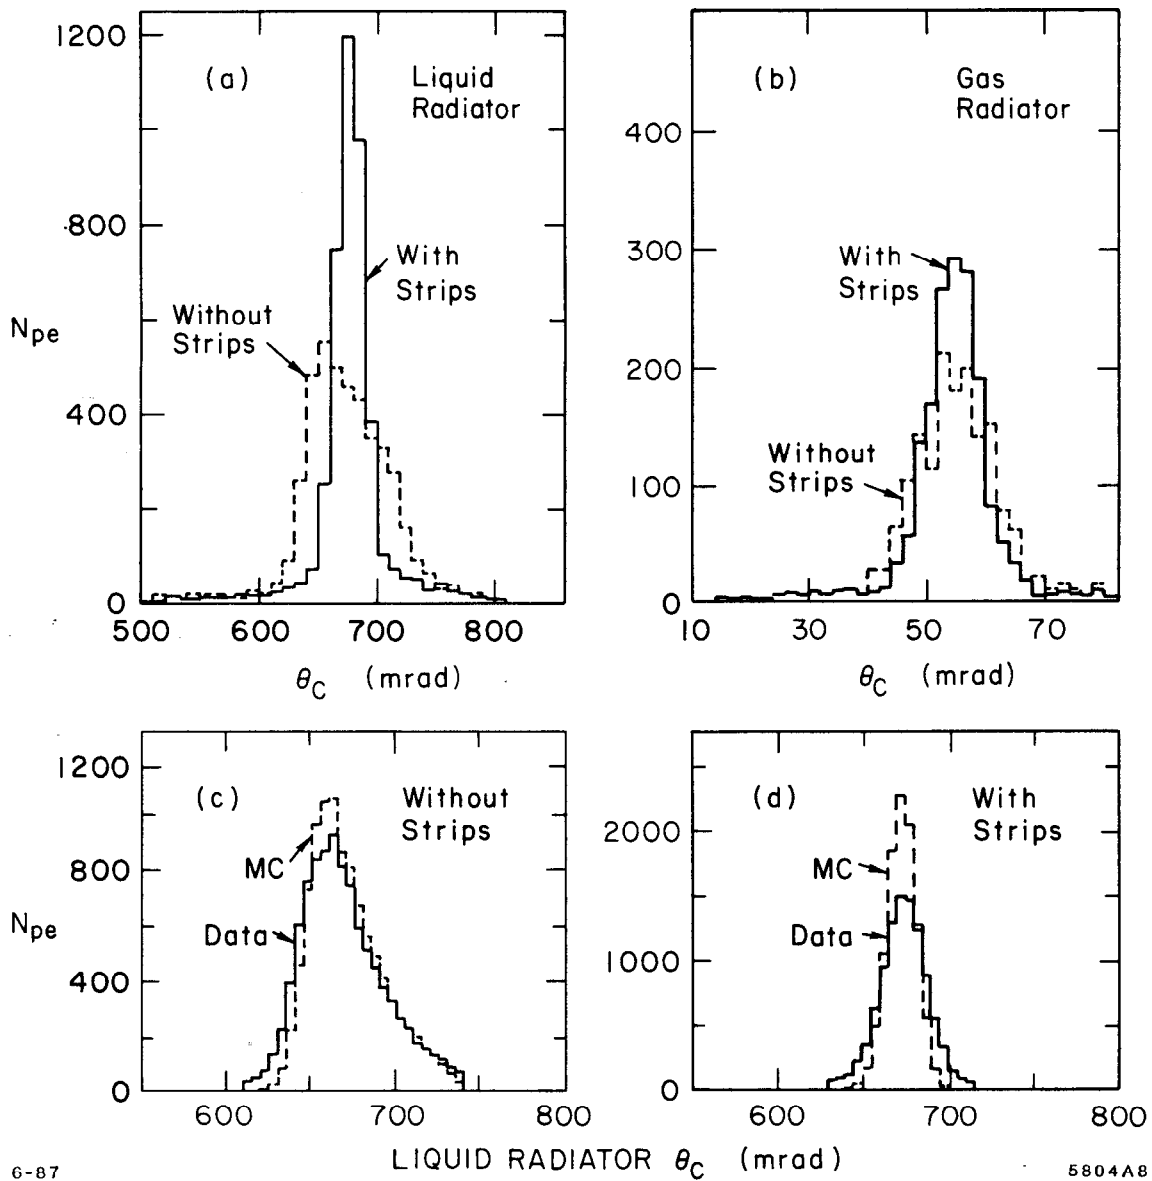 (a) Liquid
Radiator
With
Strips
Without
Strips
Npe
1200
800
400
0
500 600 700 800
θC (mrad)
(b) Gas
Radiator
With
Strips
Without
Strips
400
300
200
100
0
10 30 50 70
θC (mrad)
(c) Without
Strips
MC
Data
Npe
1200
800
400
0
600 700 800
(d) With
Strips
MC
Data
2000
1000
0
600 700 800
LIQUID RADIATOR θC (mrad)
6-87
5804A8